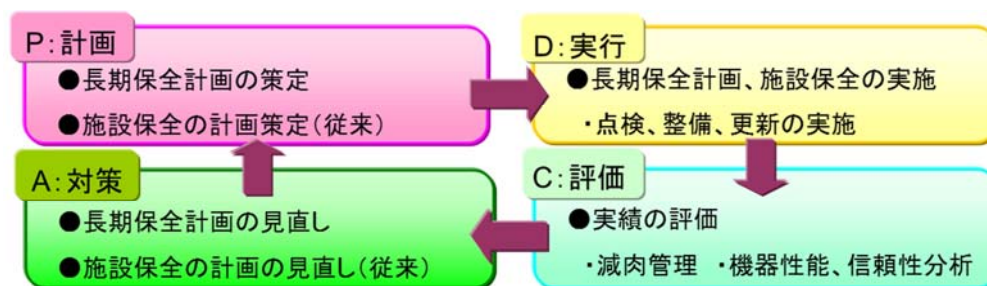 P:計画
●長期保全計画の策定
●施設保全の計画策定(従来)
D:実行
●長期保全計画、施設保全の実施
・点検、整備、更新の実施
C:評価
●実績の評価
・減肉管理 ・機器性能、信頼性分析
A:対策
●長期保全計画の見直し
●施設保全の計画の見直し(従来)